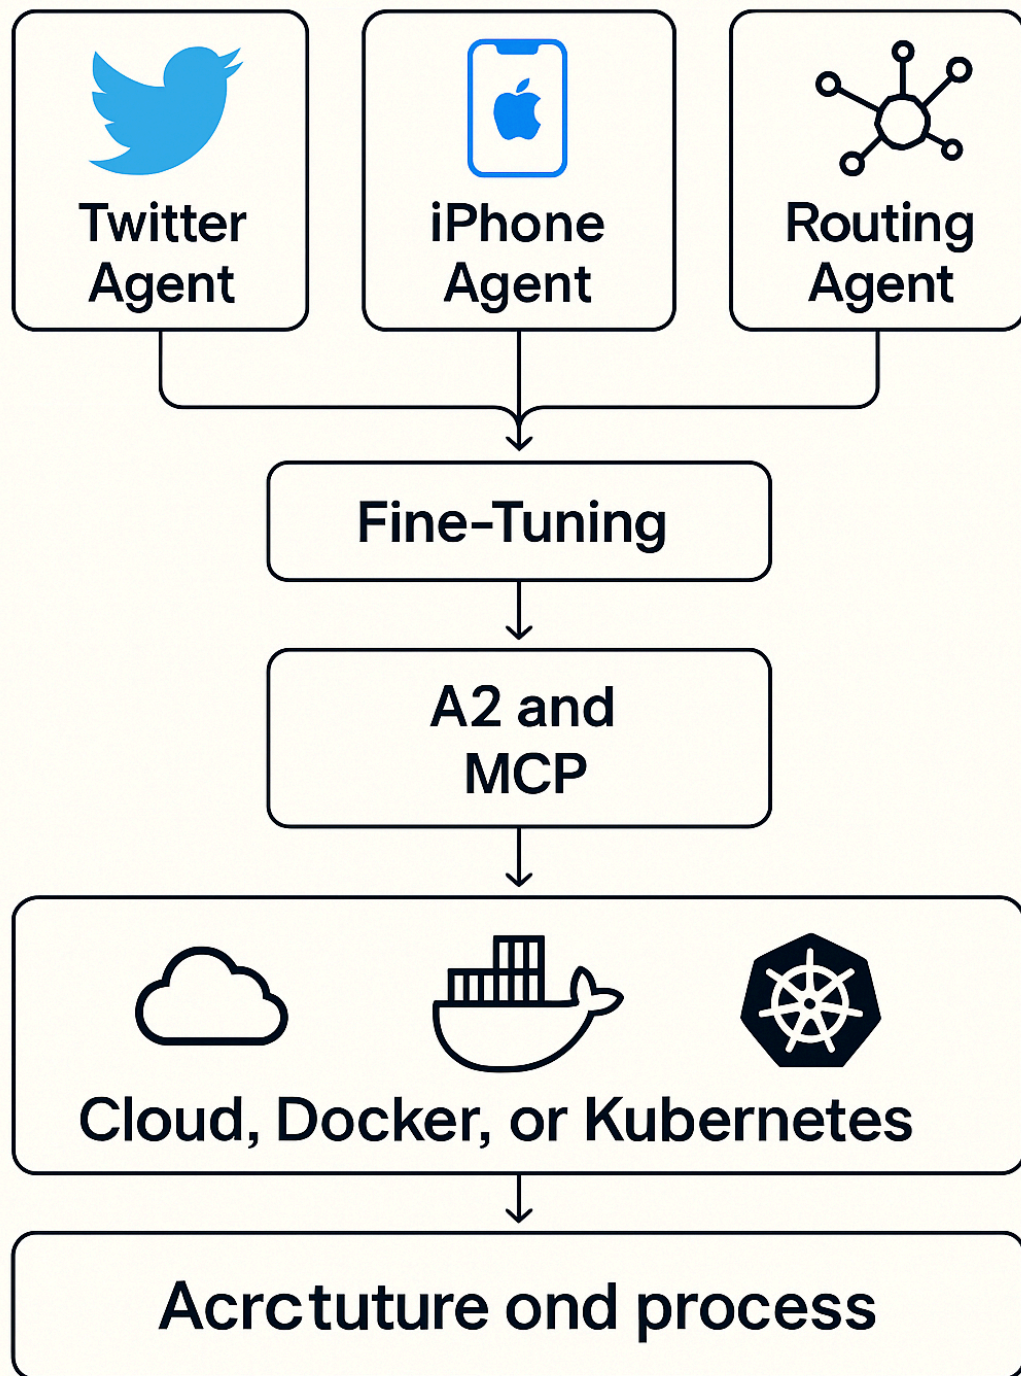 Twitter
Agent
iPhone
Agent
Routing
Agent
Fine-Tuning
A2 and
MCP
Cloud, Docker, or Kubernetes
Acrctuture ond process